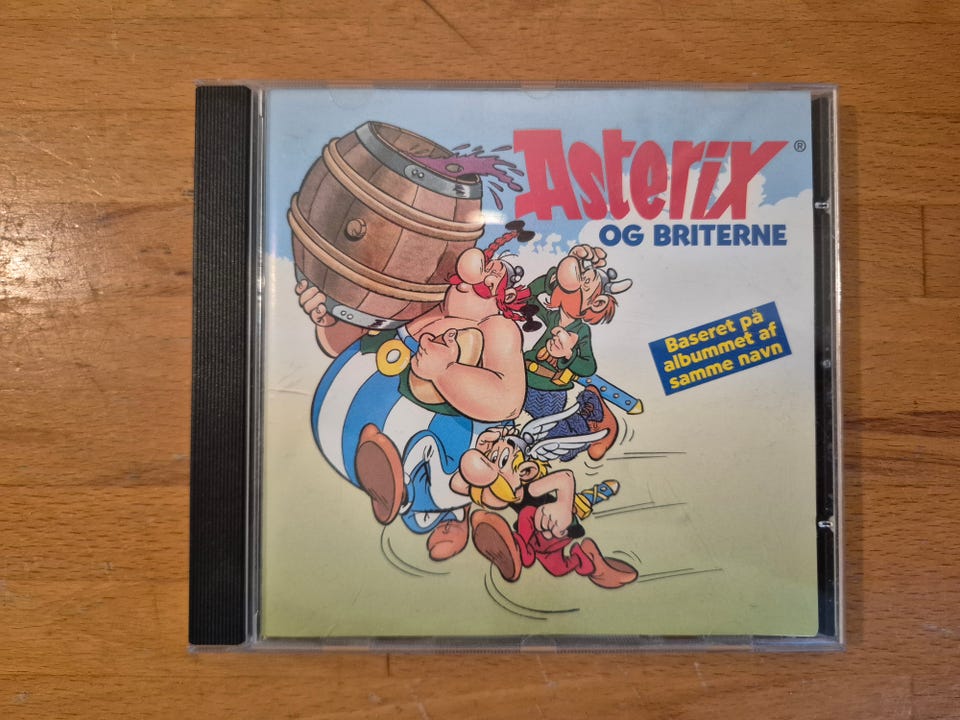 Asterix®
OG BRITERNE
Baseret på
albummet af
samme navn